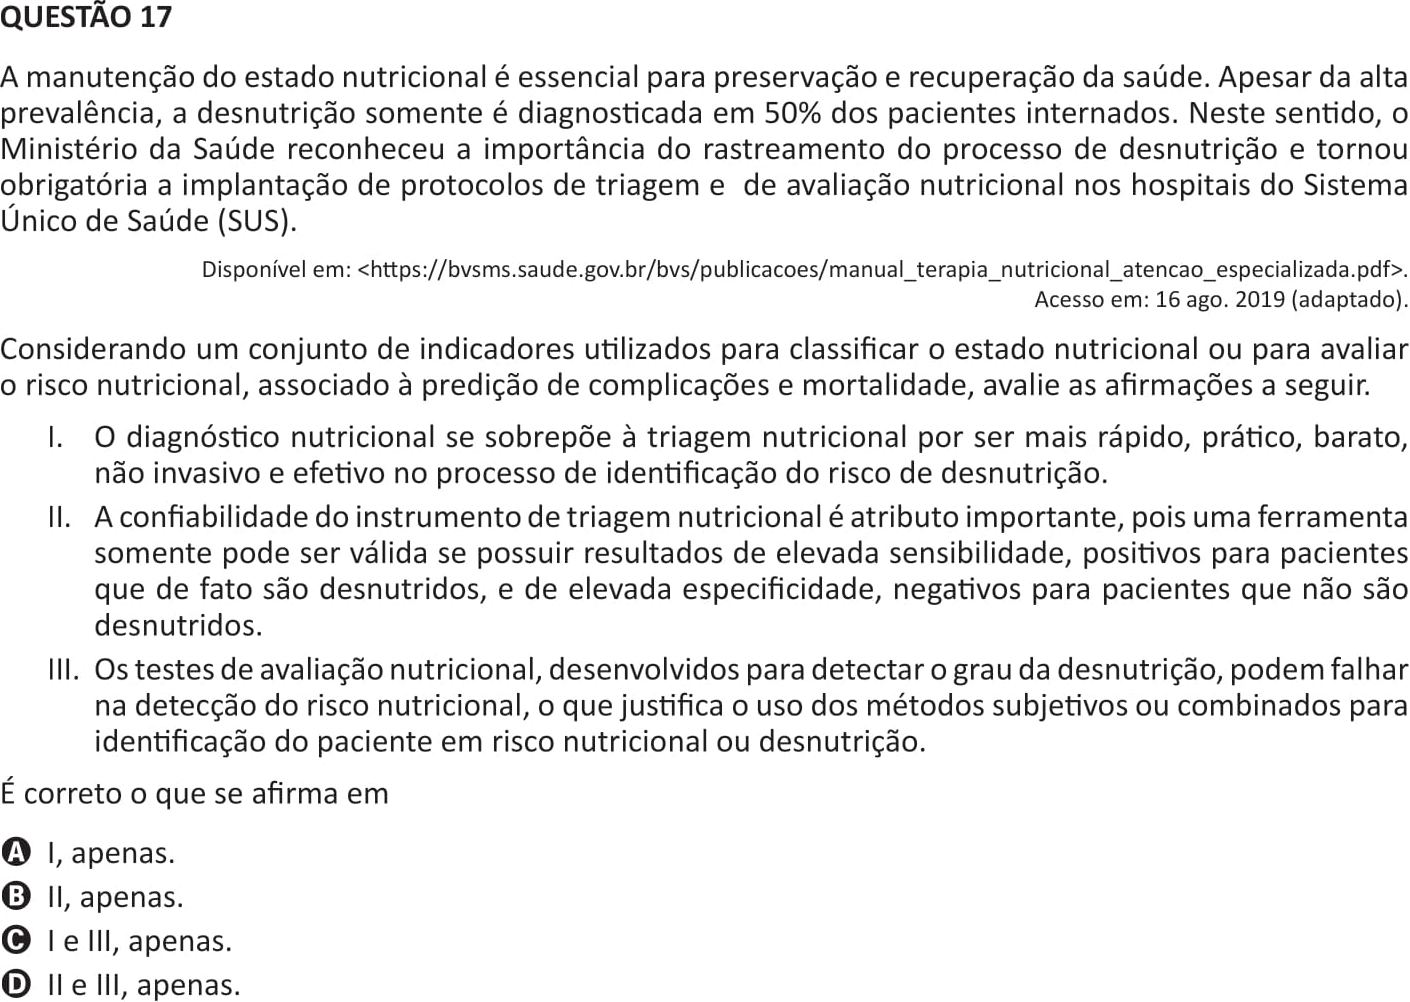 QUESTÃO 17
A manutenção do estado nutricional é essencial para preservação e recuperação da saúde. Apesar da alta
prevalência, a desnutrição somente é diagnosticada em 50% dos pacientes internados. Neste sentido, o
Ministério da Saúde reconheceu a importância do rastreamento do processo de desnutrição e tornou
obrigatória a implantação de protocolos de triagem e de avaliação nutricional nos hospitais do Sistema
Único de Saúde (SUS).
Disponível em: <https://bvsms.saude.gov.br/bvs/publicacoes/manual_terapia_nutricional_atencao_especializada.pdf>.
Acesso em: 16 ago. 2019 (adaptado).
Considerando um conjunto de indicadores utilizados para classificar o estado nutricional ou para avaliar
o risco nutricional, associado à predição de complicações e mortalidade, avalie as afirmações a seguir.
I. O diagnóstico nutricional se sobrepõe à triagem nutricional por ser mais rápido, prático, barato,
não invasivo e efetivo no processo de identificação do risco de desnutrição.
II. A confiabilidade do instrumento de triagem nutricional é atributo importante, pois uma ferramenta
somente pode ser válida se possuir resultados de elevada sensibilidade, positivos para pacientes
que de fato são desnutridos, e de elevada especificidade, negativos para pacientes que não são
desnutridos.
III. Os testes de avaliação nutricional, desenvolvidos para detectar o grau da desnutrição, podem falhar
na detecção do risco nutricional, o que justifica o uso dos métodos subjetivos ou combinados para
identificação do paciente em risco nutricional ou desnutrição.
É correto o que se afirma em
A I, apenas.
B II, apenas.
C I e III, apenas.
D II e III, apenas.